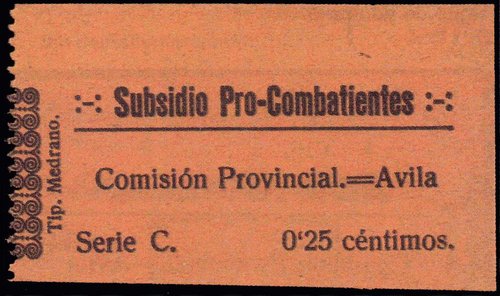 :-: Subsidio Pro-Combatientes :-:
Comisión Provincial.=Avila
Serie C. 0'25 céntimos.
Tip. Medrano.